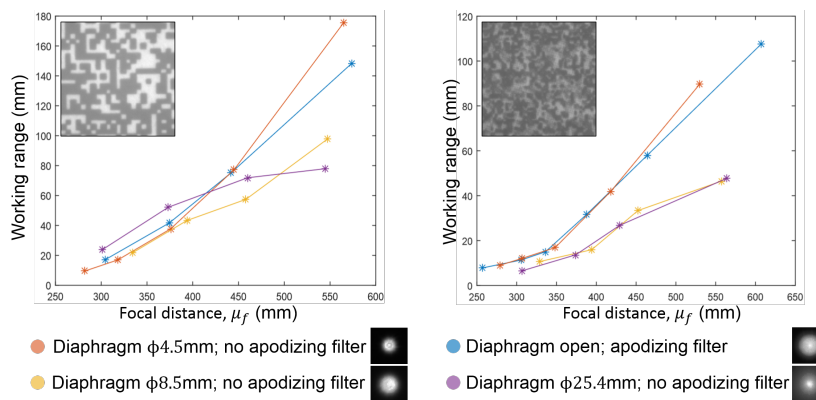 180
160
140
120
100
80
60
40
20
0
Working range (mm)
250 300 350 400 450 500 550 600
Focal distance, μf (mm)
120
100
80
60
40
20
0
Working range (mm)
250 300 350 400 450 500 550 600 650
Focal distance, μf (mm)
Diaphragm ϕ4.5mm; no apodizing filter
Diaphragm open; apodizing filter
Diaphragm ϕ8.5mm; no apodizing filter
Diaphragm ϕ25.4mm; no apodizing filter